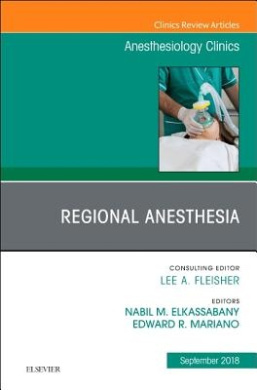 Clinics Review Articles
Anesthesiology Clinics
REGIONAL ANESTHESIA
CONSULTING EDITOR
LEE A. FLEISHER
EDITORS
NABIL M. ELKASSABANY
EDWARD R. MARIANO
ELSEVIER
September 2018